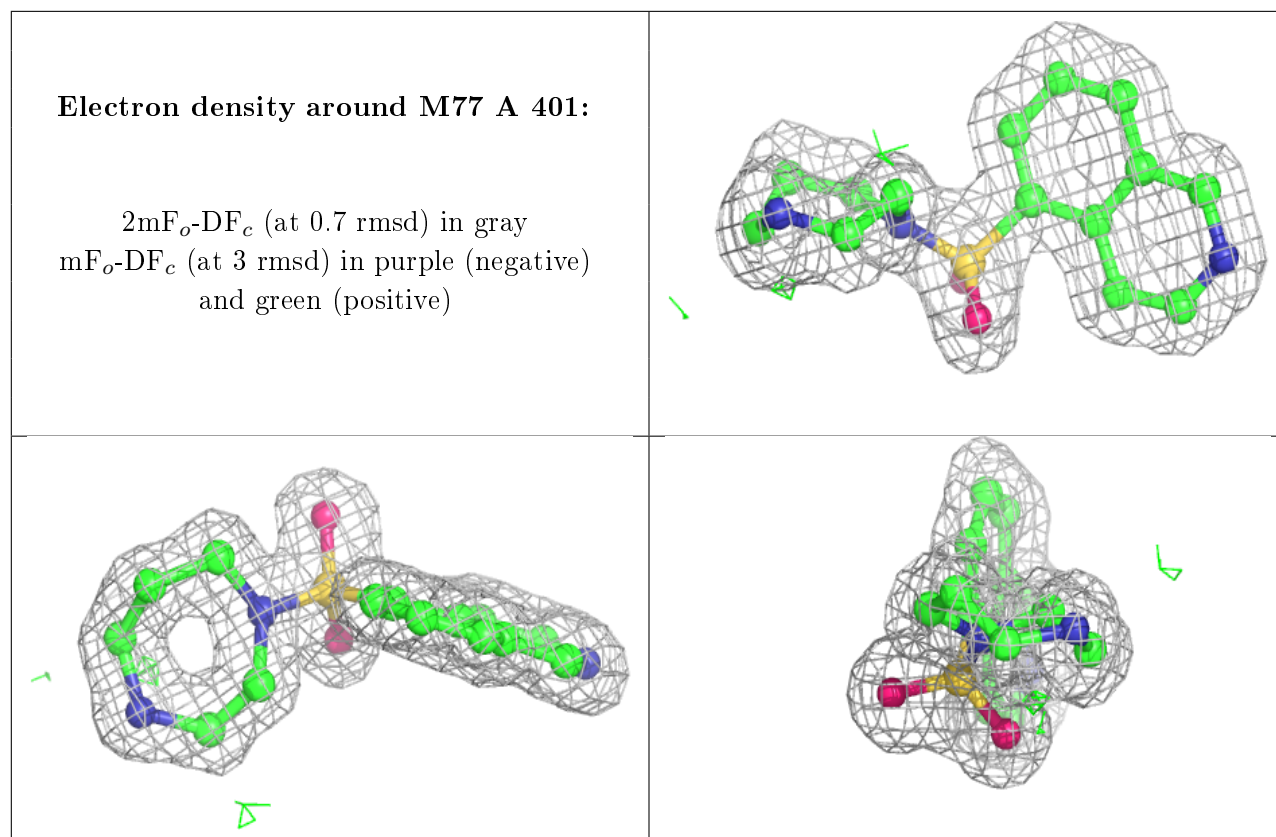 Electron density around M77 A 401:
2mFo-DFc (at 0.7 rmsd) in gray
mFo-DFc (at 3 rmsd) in purple (negative)
and green (positive)